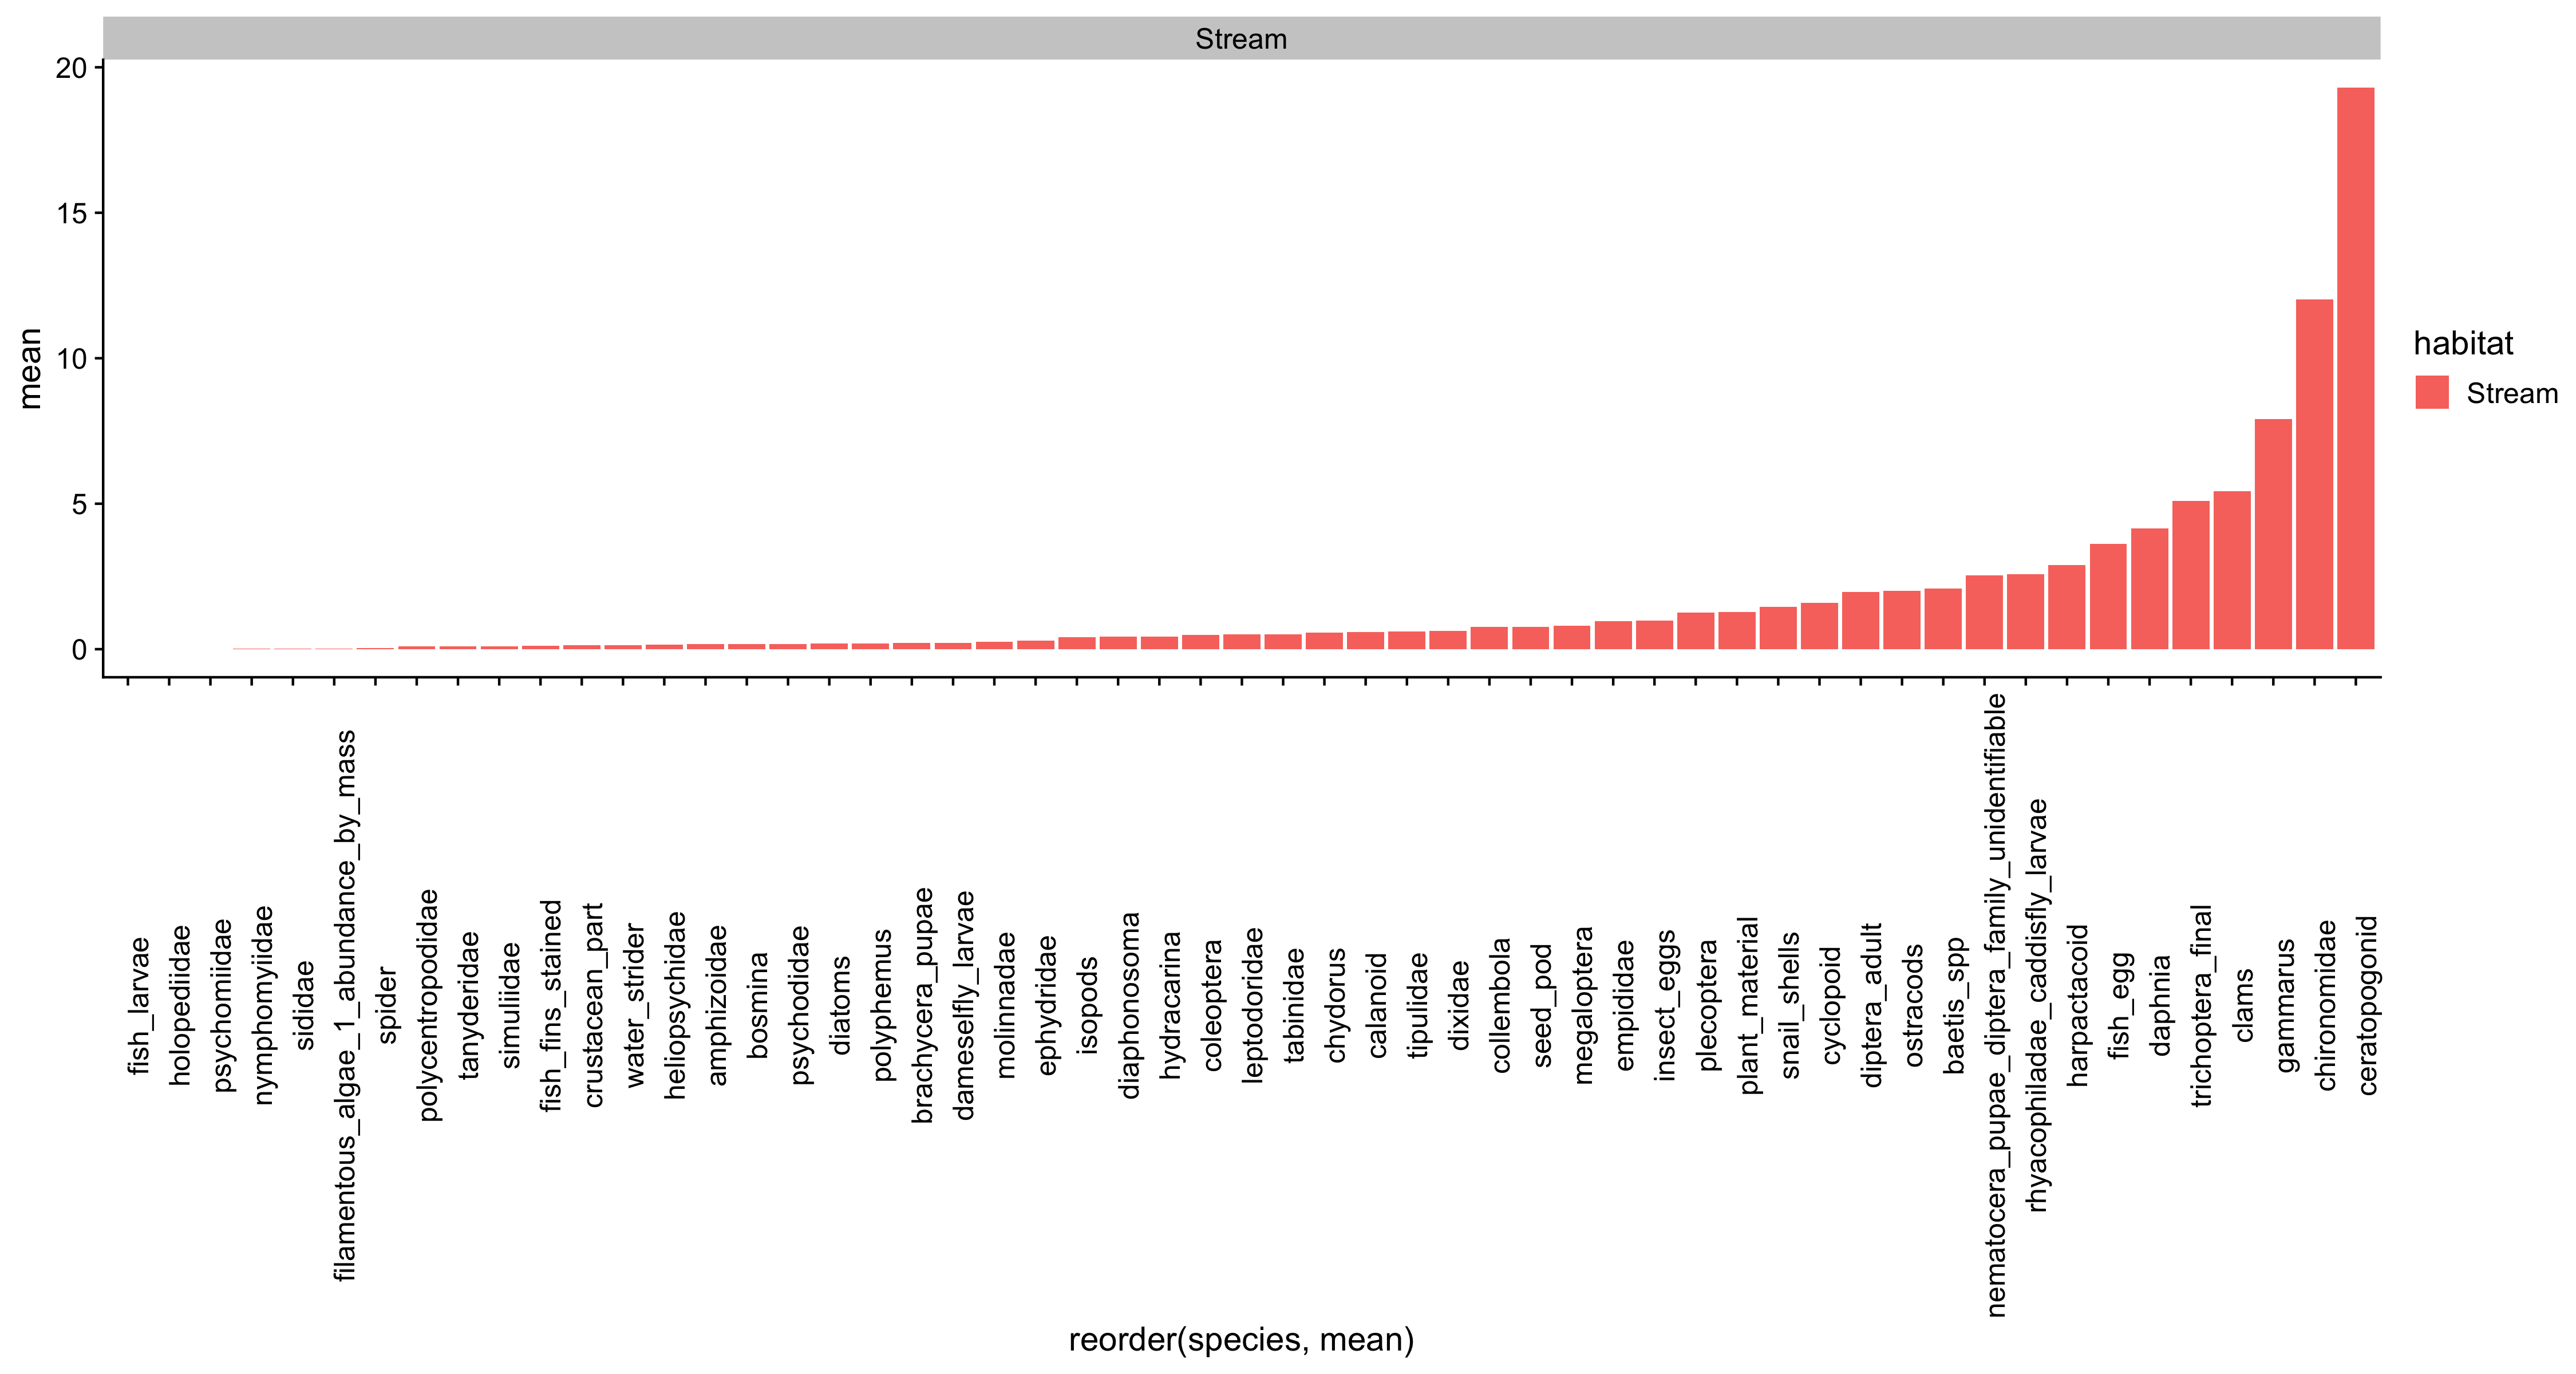 Stream
20
15
10
5
0
mean
habitat
Stream
fish_larvae
holopediidae
psychomiidae
nymphomyiidae
sididae
filamentous_algae_1_abundance_by_mass
spider
polycentropodidae
tanyderidae
simuliidae
fish_fins_stained
crustacean_part
water_strider
heliopsychidae
amphizoidae
bosmina
psychodidae
diatoms
polyphemus
brachycera_pupae
dameselfly_larvae
molinnadae
ephydridae
isopods
diaphonosoma
hydracarina
coleoptera
leptodoridae
tabinidae
chydorus
calanoid
tipulidae
dixidae
collembola
seed_pod
megaloptera
empididae
insect_eggs
plecoptera
plant_material
snail_shells
cyclopoid
diptera_adult
ostracods
baetis_spp
nematocera_pupae_diptera_family_unidentifiable
rhyacophiladae_caddisfly_larvae
harpactacoid
fish_egg
daphnia
trichoptera_final
clams
gammarus
chironomidae
ceratopogonid
reorder(species, mean)